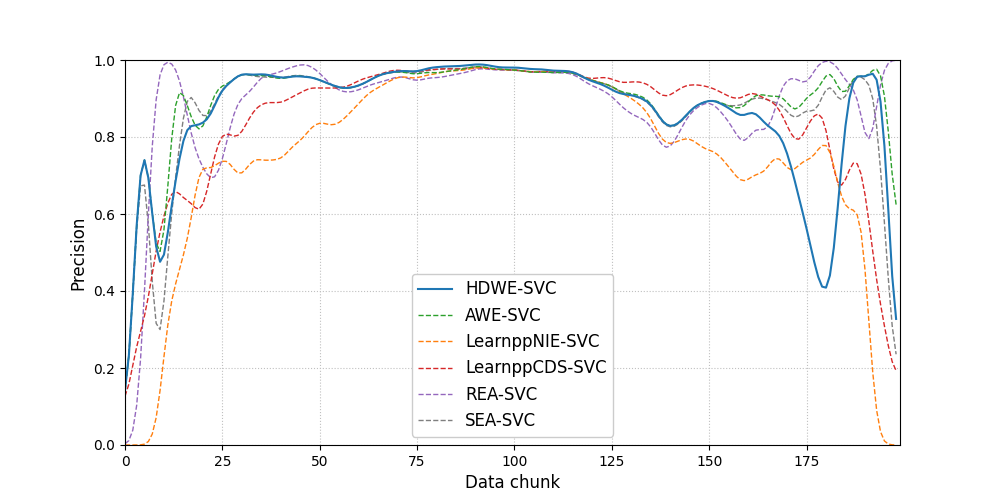 1.0
0.8
0.6
0.4
0.2
0.0
Precision
HDWE-SVC
AWE-SVC
LearnppNIE-SVC
LearnppCDS-SVC
REA-SVC
SEA-SVC
0 25 50 75 100 125 150 175
Data chunk